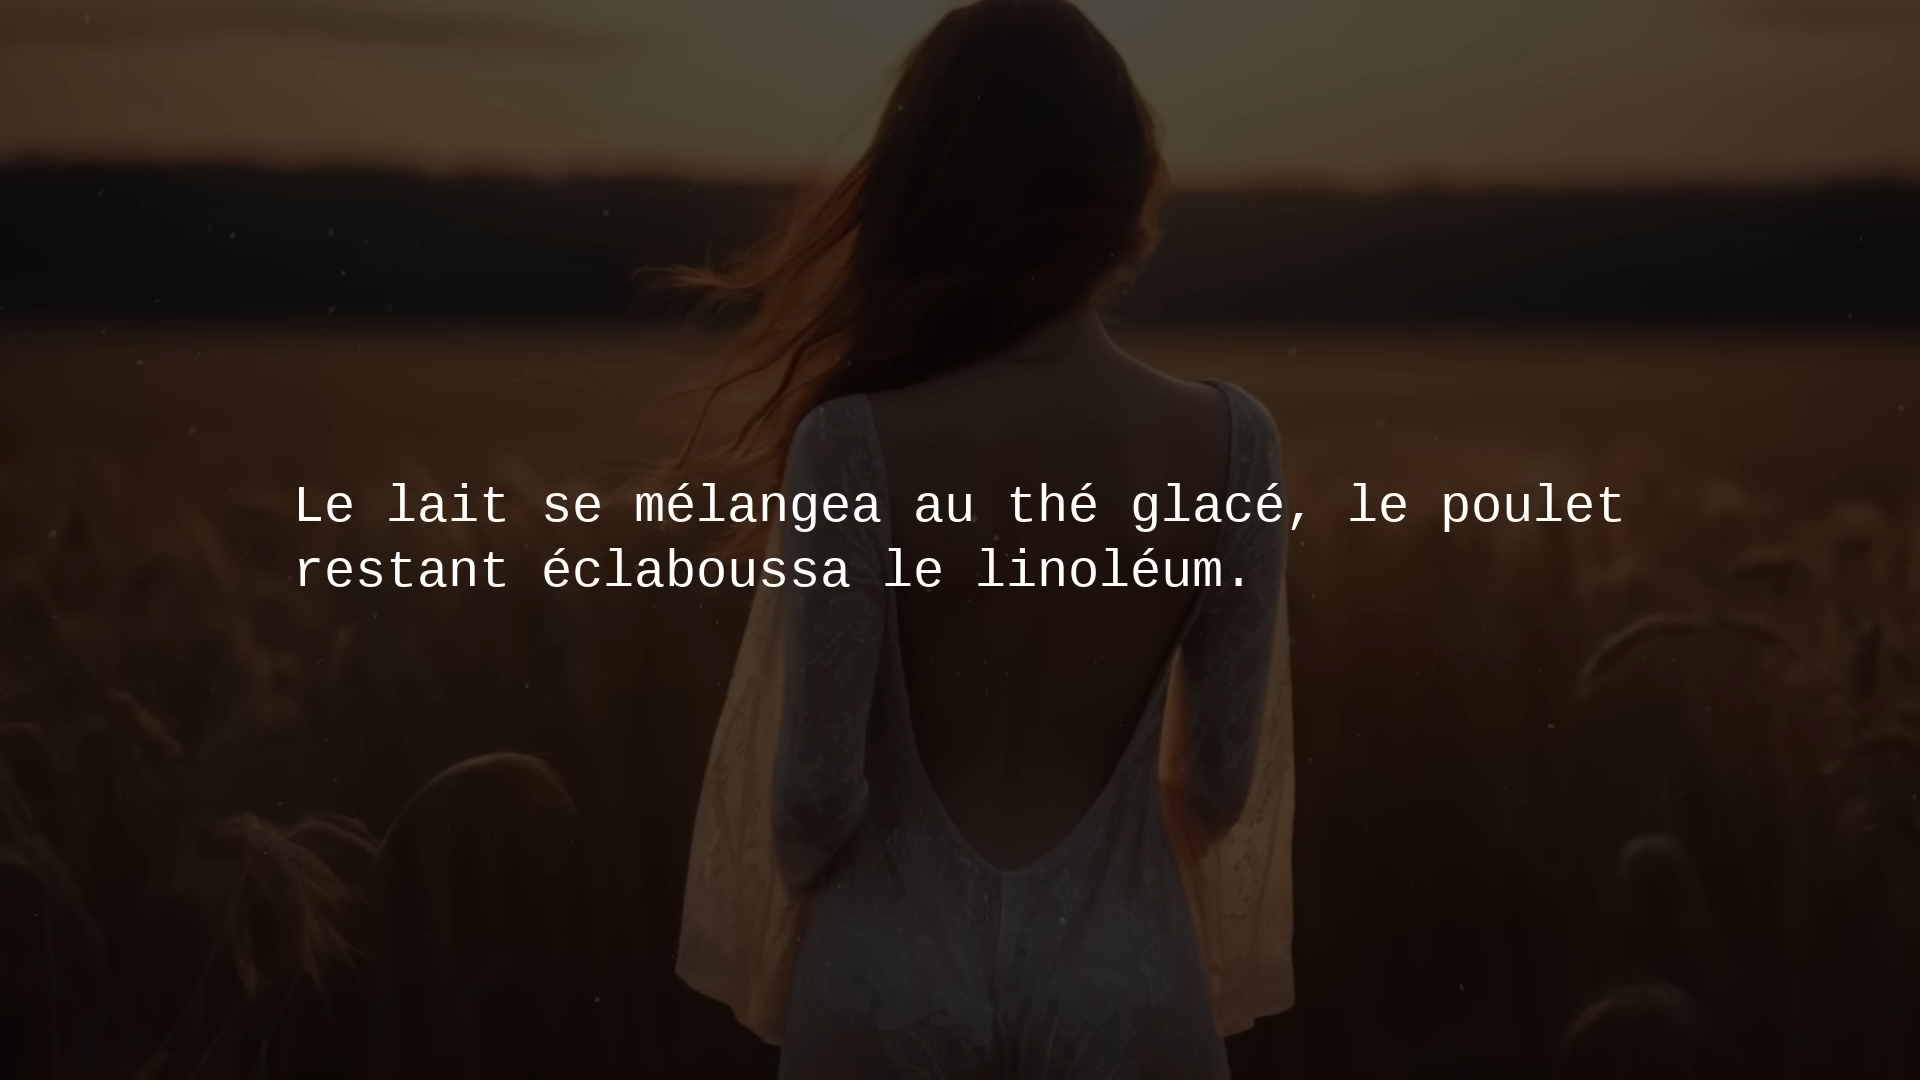 Le lait se mélangea au thé glacé, le poulet
restant éclaboussa le linoléum.